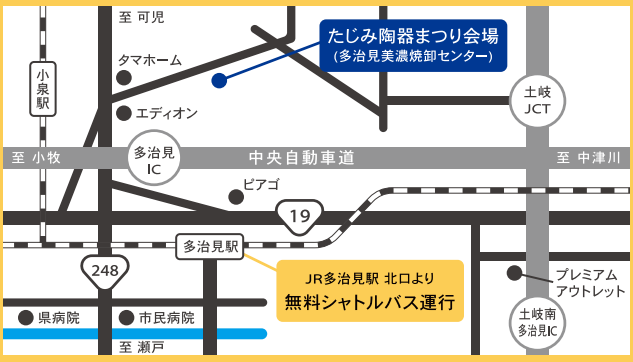 至 可児
たじみ陶器まつり会場
(多治見美濃焼卸センター)
タマホーム
小泉駅
エディオン
土岐
JCT
至 小牧
多治見
IC
中央自動車道
至 中津川
ピアゴ
19
多治見駅
248
JR多治見駅 北口より
無料シャトルバス運行
プレミアム
アウトレット
県病院
市民病院
土岐南
多治見IC
至 瀬戸